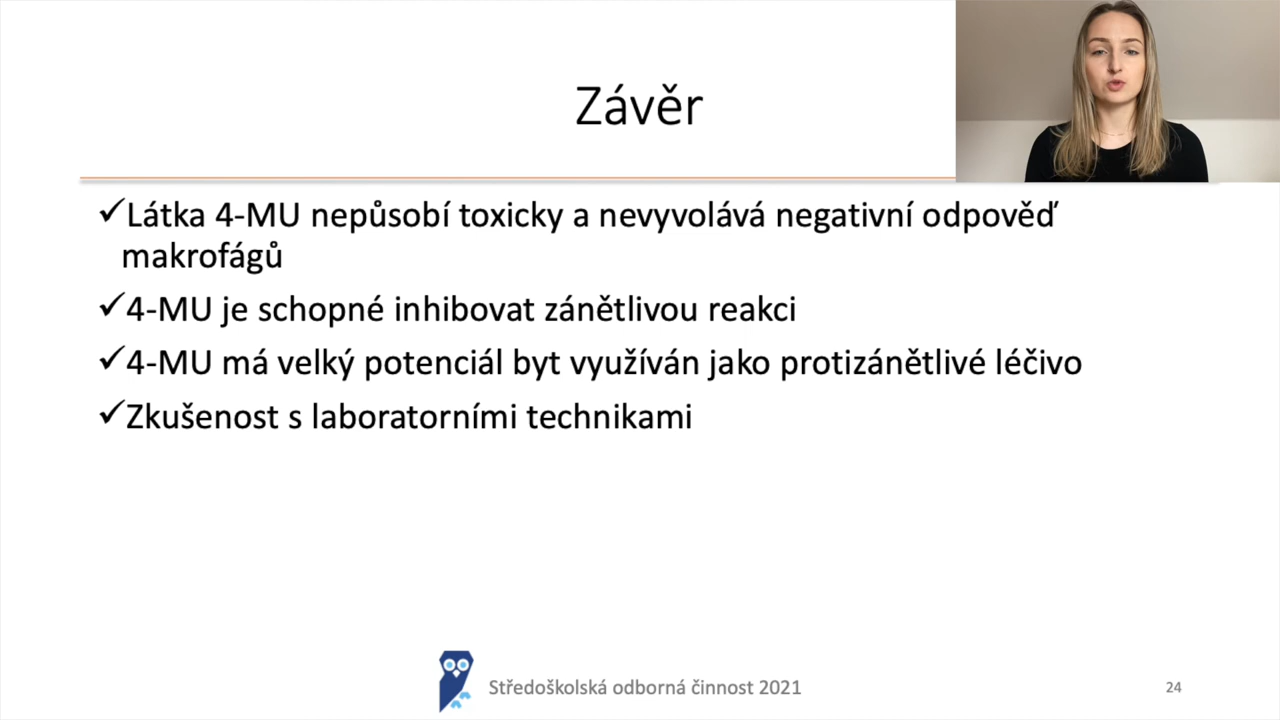 Závěr
✓Látka 4-MU nepůsobí toxicky a nevyvolává negativní odpověď
makrofágů
✓4-MU je schopné inhibovat zánětlivou reakci
✓4-MU má velký potenciál byt využíván jako protizánětlivé léčivo
✓Zkušenost s laboratorními technikami
Středoškolská odborná činnost 2021
24